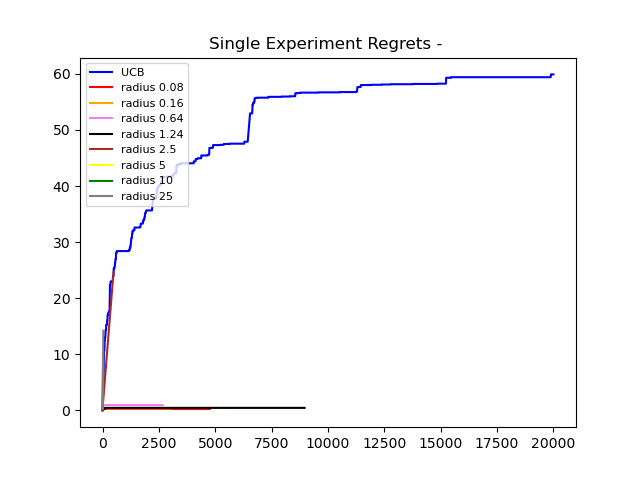 Single Experiment Regrets -
60
50
40
30
20
10
0
UCB
radius 0.08
radius 0.16
radius 0.64
radius 1.24
radius 2.5
radius 5
radius 10
radius 25
0 2500 5000 7500 10000 12500 15000 17500 20000